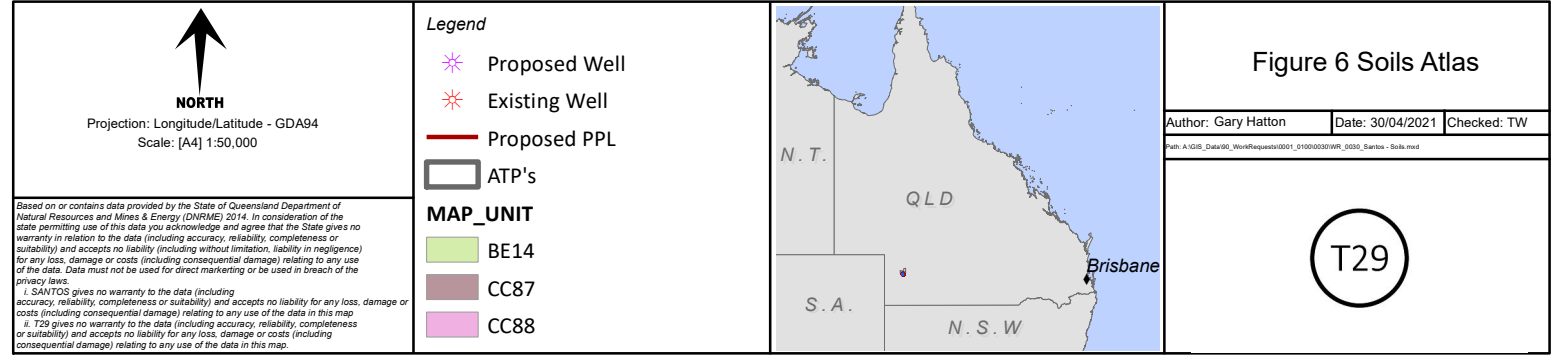 NORTH
Projection: Longitude/Latitude - GDA94
Scale: [A4] 1:50,000
Based on or contains data provided by the State of Queensland Department of
Natural Resources and Mines & Energy (DNRME) 2014. In consideration of the
state permitting use of this data you acknowledge and agree that the State gives no
warranty in relation to the data (including accuracy, reliability, completeness or
suitability) and accepts no liability (including without limitation, liability in negligence)
for any loss, damage or costs (including consequential damage) relating to any use
of the data. Data must not be used for direct markerting or be used in breach of the
privacy laws.
i. SANTOS gives no warranty to the data (including
accuracy, reliability, completeness or suitability) and accepts no liability for any loss, damage or
costs (including consequential damage) relating to any use of the data in this map
ii. T29 gives no warranty to the data (including accuracy, reliability, completeness
or suitability) and accepts no liability for any loss, damage or costs (including
consequential damage) relating to any use of the data in this map.
Legend
Proposed Well
Existing Well
Proposed PPL
ATP's
MAP_UNIT
BE14
CC87
CC88
N.T.
QLD
Brisbane
S.A.
N.S.W
Figure 6 Soils Atlas
Author: Gary Hatton
Date: 30/04/2021
Checked: TW
Path: A:\GIS_Data\90_WorkRequests\0001_0100\0030\WR_0030_Santos - Soils.mxd
T29